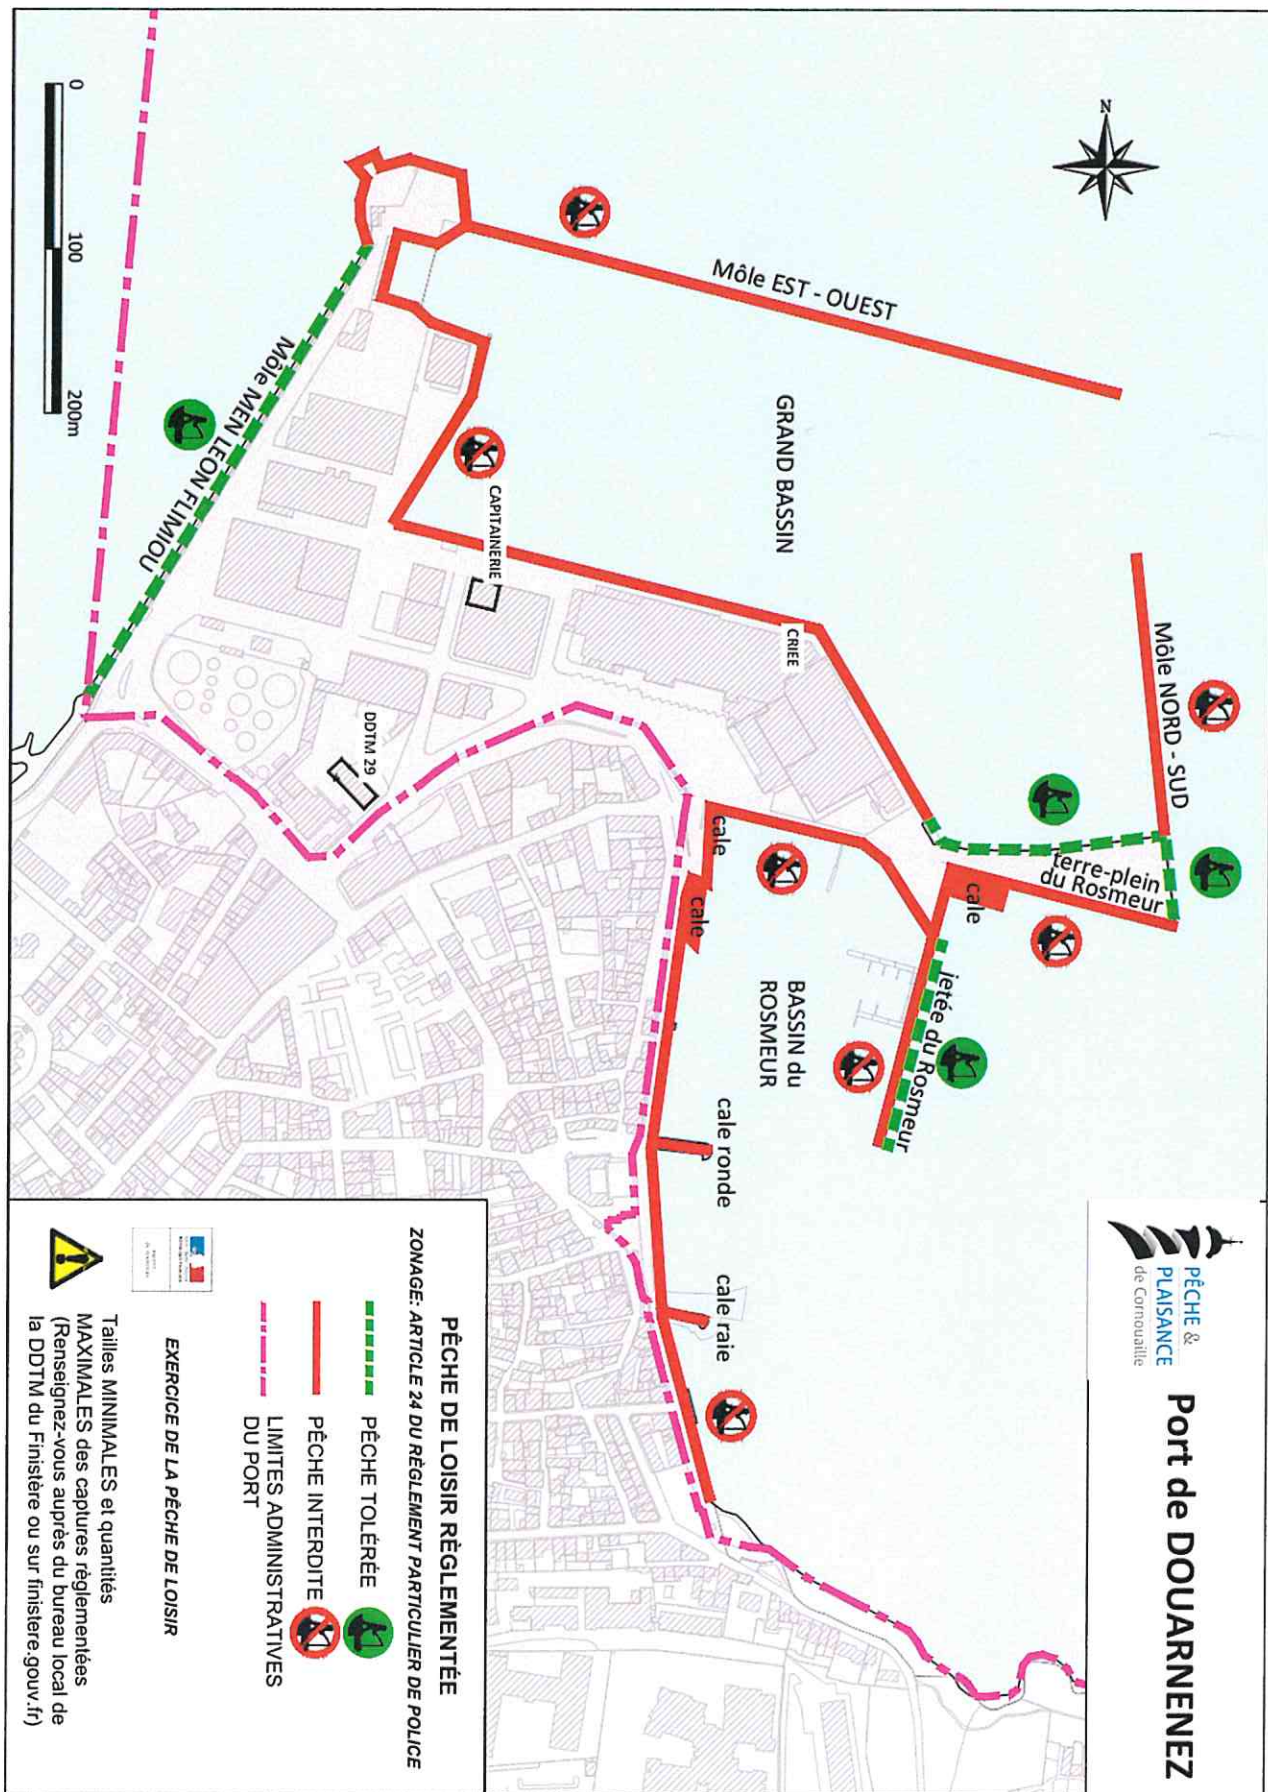 PÊCHE &
PLAISANCE
de Cornouaille
Port de DOUARNENEZ
N
Môle NORD - SUD
terre-plein
du Rosmeur
cale
jetée du Rosmeur
Môle EST - OUEST
GRAND BASSIN
CRIEE
CAPITAINERIE
cale
cale
BASSIN du
ROSMEUR
cale ronde
cale raie
DDTM 29
Môle MEN LEON FLIMIOU
0
100
200m
PÊCHE DE LOISIR RÈGLEMENTÉE
ZONAGE: ARTICLE 24 DU RÈGLEMENT PARTICULIER DE POLICE
PÊCHE TOLÉRÉE
PÊCHE INTERDITE
LIMITES ADMINISTRATIVES
DU PORT
EXERCICE DE LA PÊCHE DE LOISIR
Tailles MINIMALES et quantités
MAXIMALES des captures règlementées
(Renseignez-vous auprès du bureau local de
la DDTM du Finistère ou sur finistere.gouv.fr)